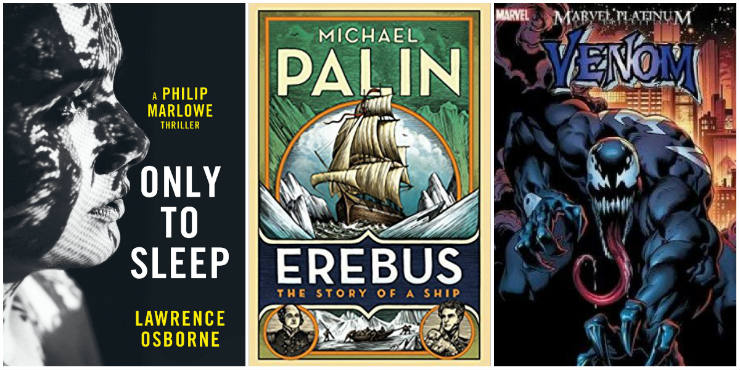 A PHILIP
MARLOWE
THRILLER
ONLY
TO
SLEEP
LAWRENCE
OSBORNE
MICHAEL
PALIN
EREBUS
THE STORY OF A SHIP
MARVEL
MARVEL PLATINUM
VENOM